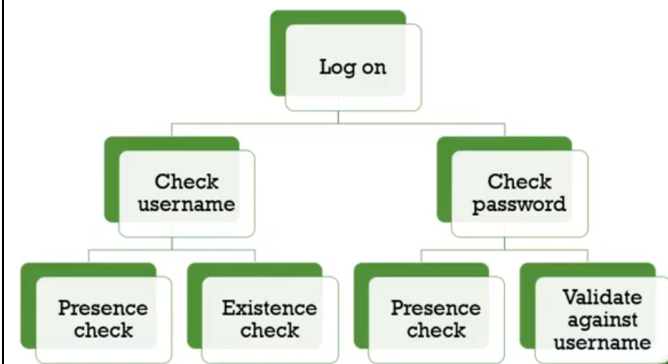 Log on
Check
username
Check
password
Presence
check
Existence
check
Presence
check
Validate
against
username